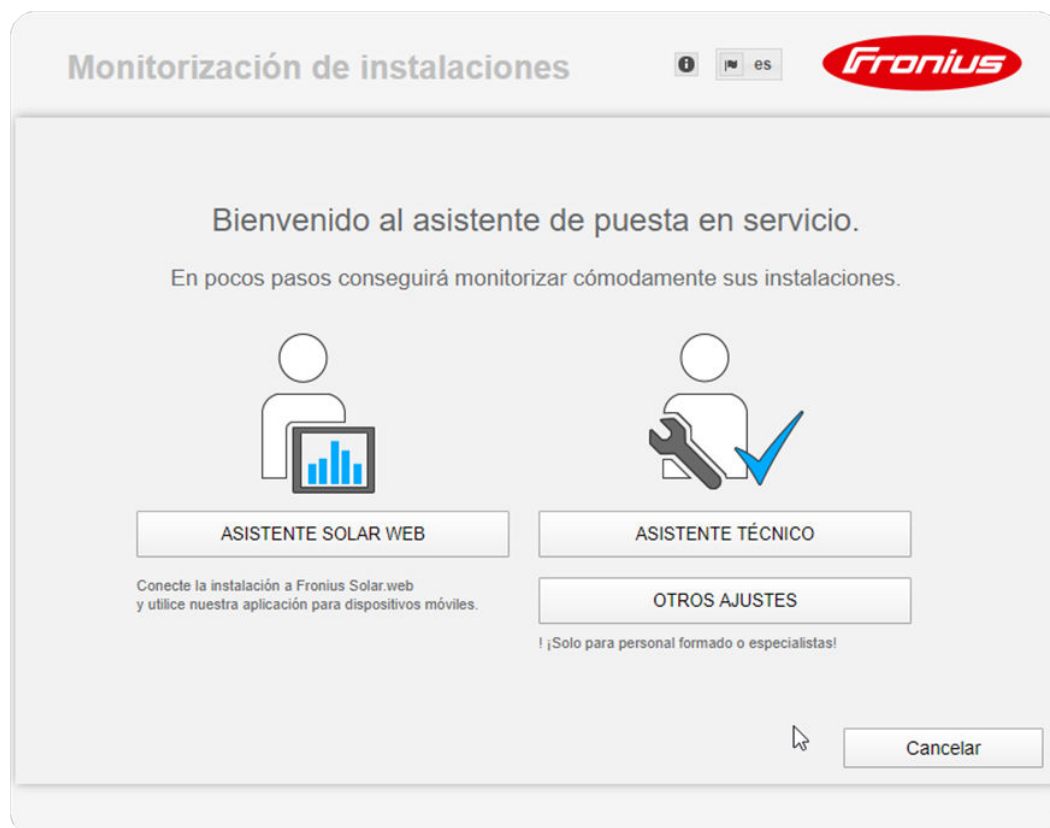 Monitorización de instalaciones
es
Fronius
Bienvenido al asistente de puesta en servicio.
En pocos pasos conseguirá monitorizar cómodamente sus instalaciones.
ASISTENTE SOLAR WEB
ASISTENTE TÉCNICO
Conecte la instalación a Fronius Solar.web
y utilice nuestra aplicación para dispositivos móviles.
OTROS AJUSTES
! ¡Solo para personal formado o especialistas!
Cancelar